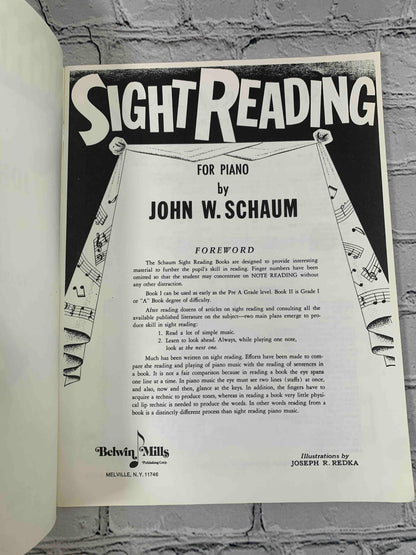 SIGHT READING
FOR PIANO
by
JOHN W. SCHAUM
FOREWORD
The Schaum Sight Reading Books are designed to provide interesting
material to further the pupil's skill in reading. Finger numbers have been
omitted so that the student may concentrate on NOTE READING without
any other distraction.
Book I can be used as early as the Pre A Grade level. Book II is Grade I
or "A" Book degree of difficulty.
After reading dozens of articles on sight reading and consulting all the
available published literature on the subject—two main plans emerge to pro-
duce skill in sight reading:
1. Read a lot of simple music.
2. Learn to look ahead. Always, while playing one note,
look at the next one.
Much has been written on sight reading. Efforts have been made to com-
pare the reading and playing of piano music with the reading of sentences in
a book. It is not a fair comparison because in reading a book the eye spans
one line at a time. In piano music the eye must see two lines (staffs) at once,
and also, now and then, glance at the keys. In addition, the fingers have to
acquire a technic to produce tones, whereas in reading a book very little physi-
cal lip technic is needed to produce the words. In other words reading from a
book is a distinctly different process than sight reading piano music.
Belwin Mills
Publishing Corp.
MELVILLE, N. Y. 11746
Illustrations by
JOSEPH R. REDKA